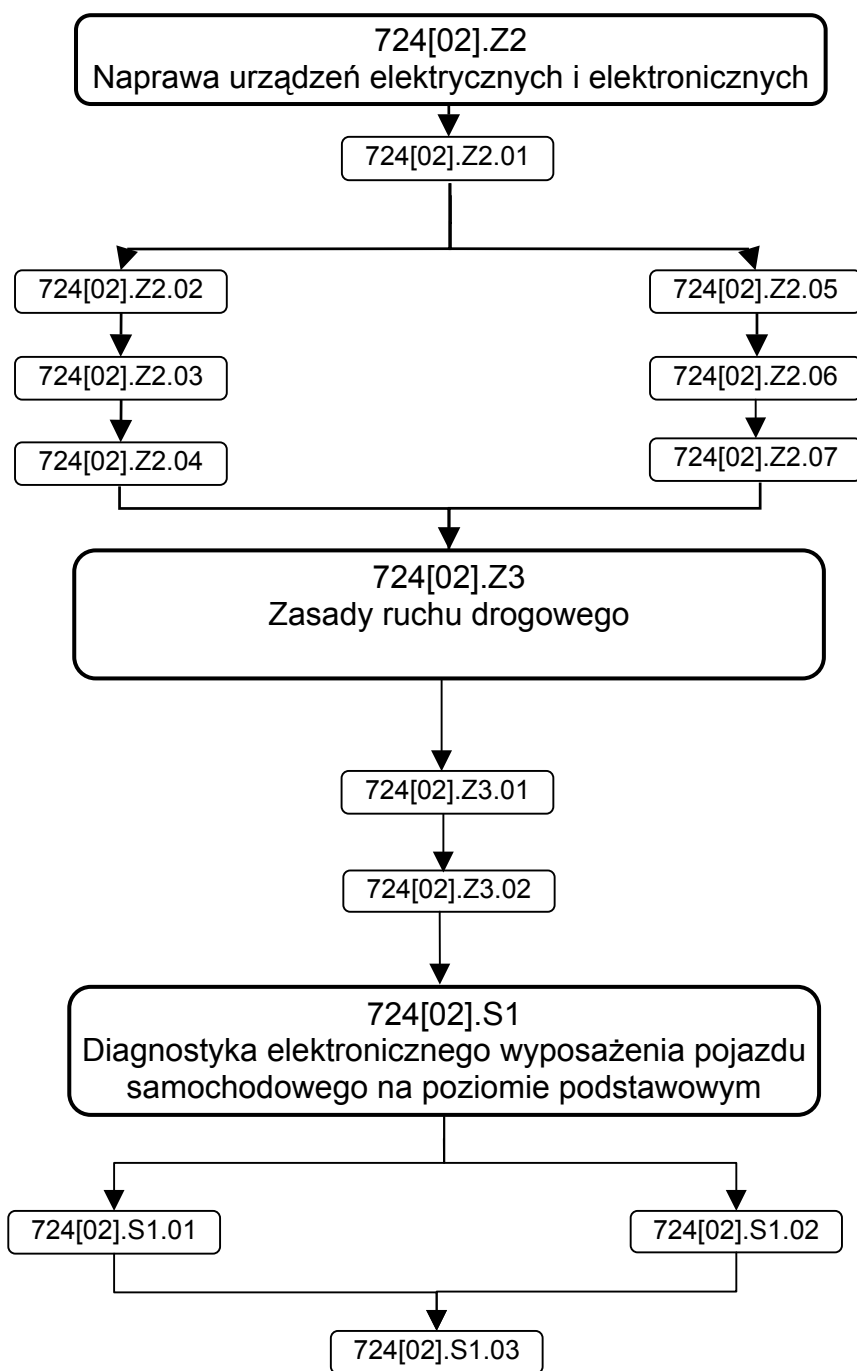 724[02].Z2
Naprawa urządzeń elektrycznych i elektronicznych
724[02].Z2.01
724[02].Z2.02
724[02].Z2.05
724[02].Z2.03
724[02].Z2.06
724[02].Z2.04
724[02].Z2.07
724[02].Z3
Zasady ruchu drogowego
724[02].Z3.01
724[02].Z3.02
724[02].S1
Diagnostyka elektronicznego wyposażenia pojazdu
samochodowego na poziomie podstawowym
724[02].S1.01
724[02].S1.02
724[02].S1.03